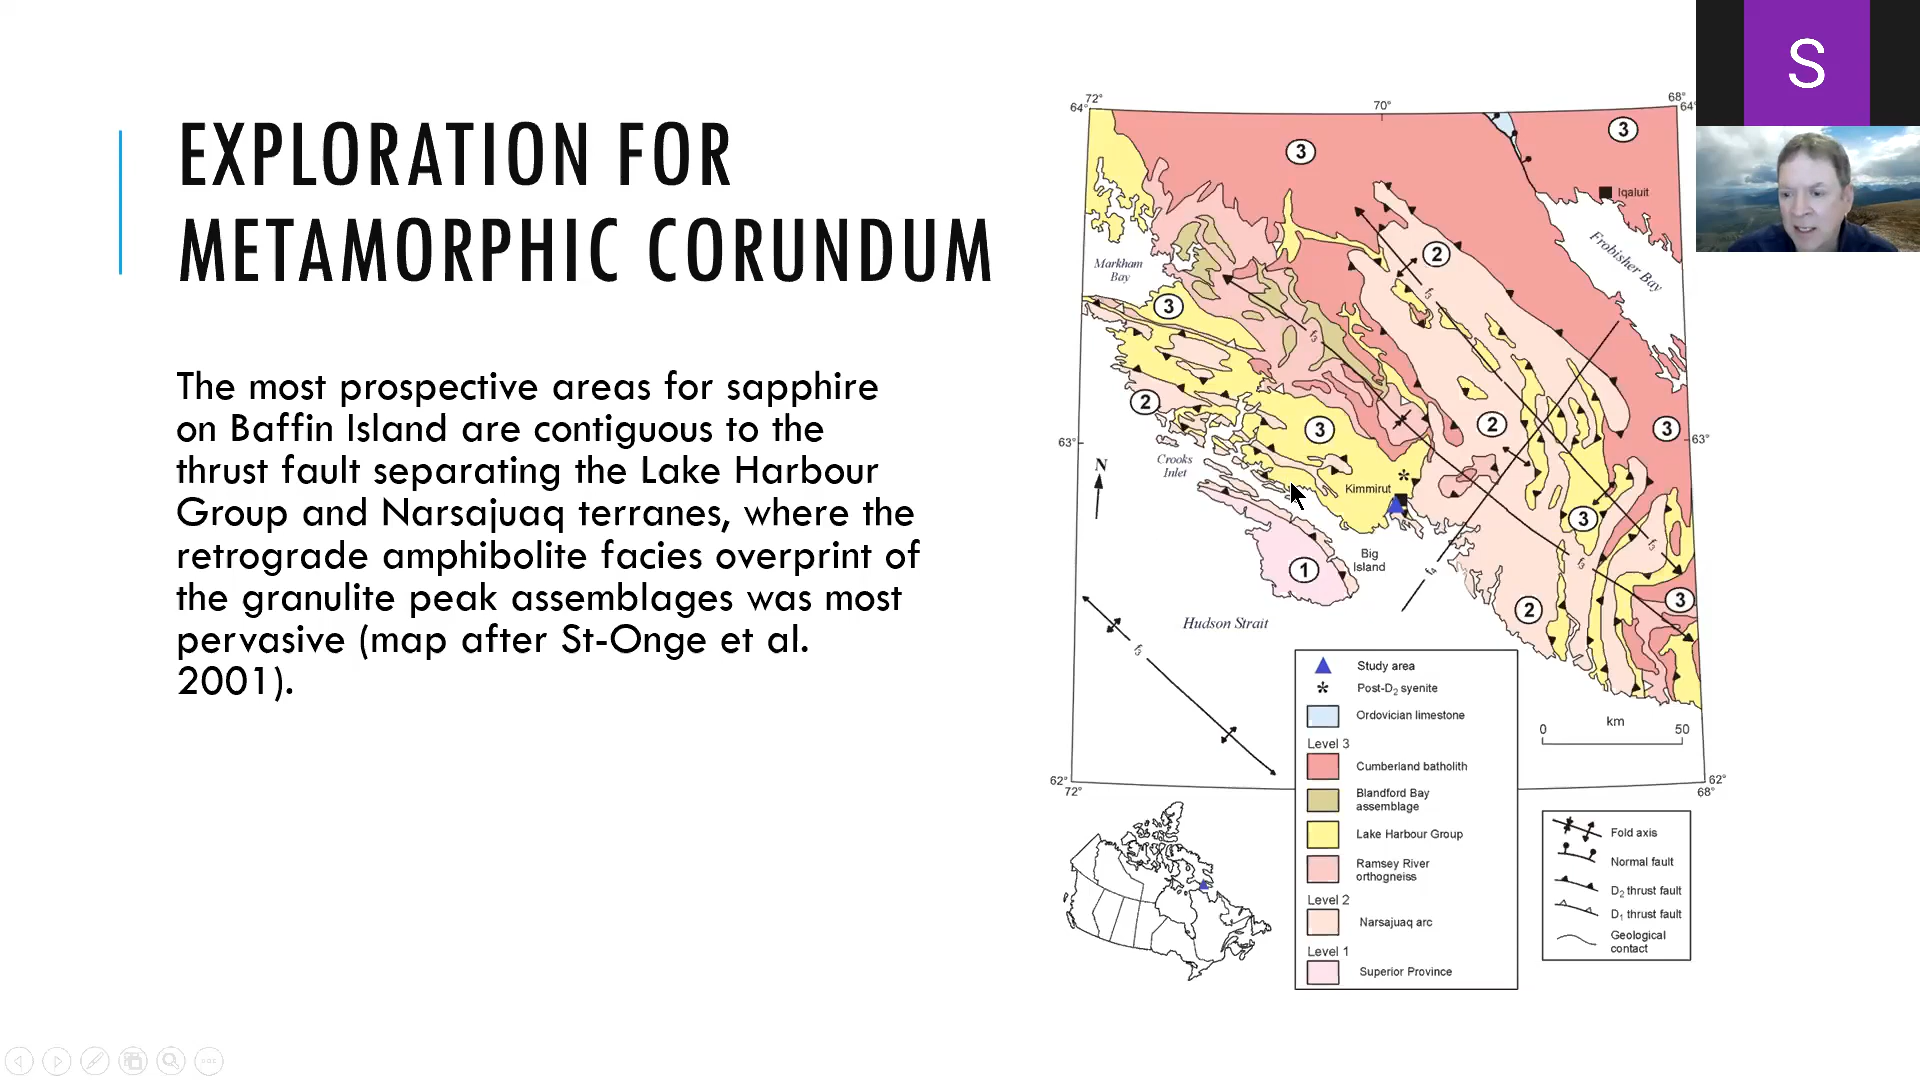 EXPLORATION FOR
METAMORPHIC CORUNDUM
The most prospective areas for sapphire
on Baffin Island are contiguous to the
thrust fault separating the Lake Harbour
Group and Narsajuaq terranes, where the
retrograde amphibolite facies overprint of
the granulite peak assemblages was most
pervasive (map after St-Onge et al.
2001).
S
72°
70°
68°
64°
64°
3
3
Iqaluit
Frobisher Bay
2
Markham
Bay
3
f3
f3
2
3
2
3
63°
63°
Crooks
Inlet
N
Kimmirut
3
f3
f3
Big
Island
1
f4
3
2
Hudson Strait
f3
62°
72°
62°
68°
km
0
50
Study area
* Post-D2 syenite
Ordovician limestone
Level 3
Cumberland batholith
Blandford Bay
assemblage
Lake Harbour Group
Ramsey River
orthogneiss
Level 2
Narsajuaq arc
Level 1
Superior Province
Fold axis
Normal fault
D2 thrust fault
D1 thrust fault
Geological
contact